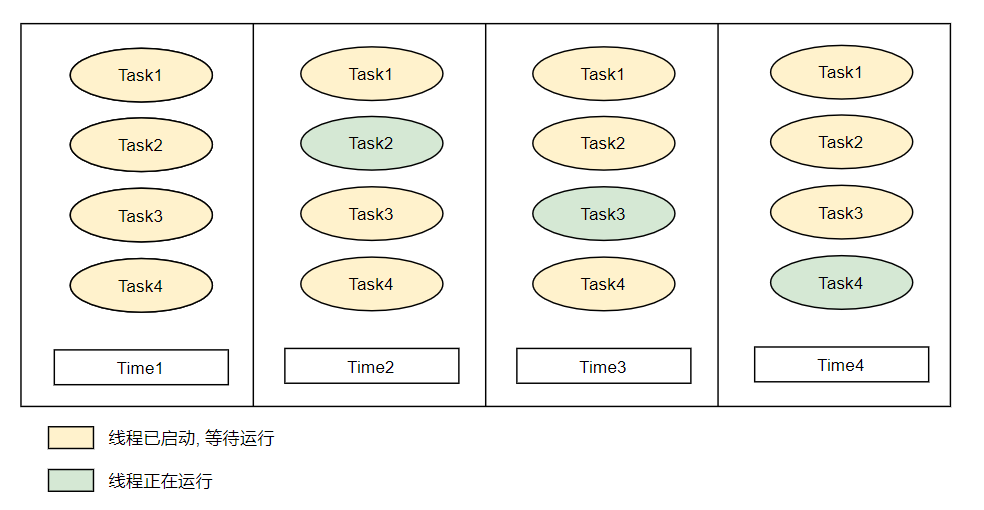 Task1 Task1 Task1 Task1
Task2 Task2 Task2 Task2
Task3 Task3 Task3 Task3
Task4 Task4 Task4 Task4
Time1 Time2 Time3 Time4
线程已启动, 等待运行
线程正在运行